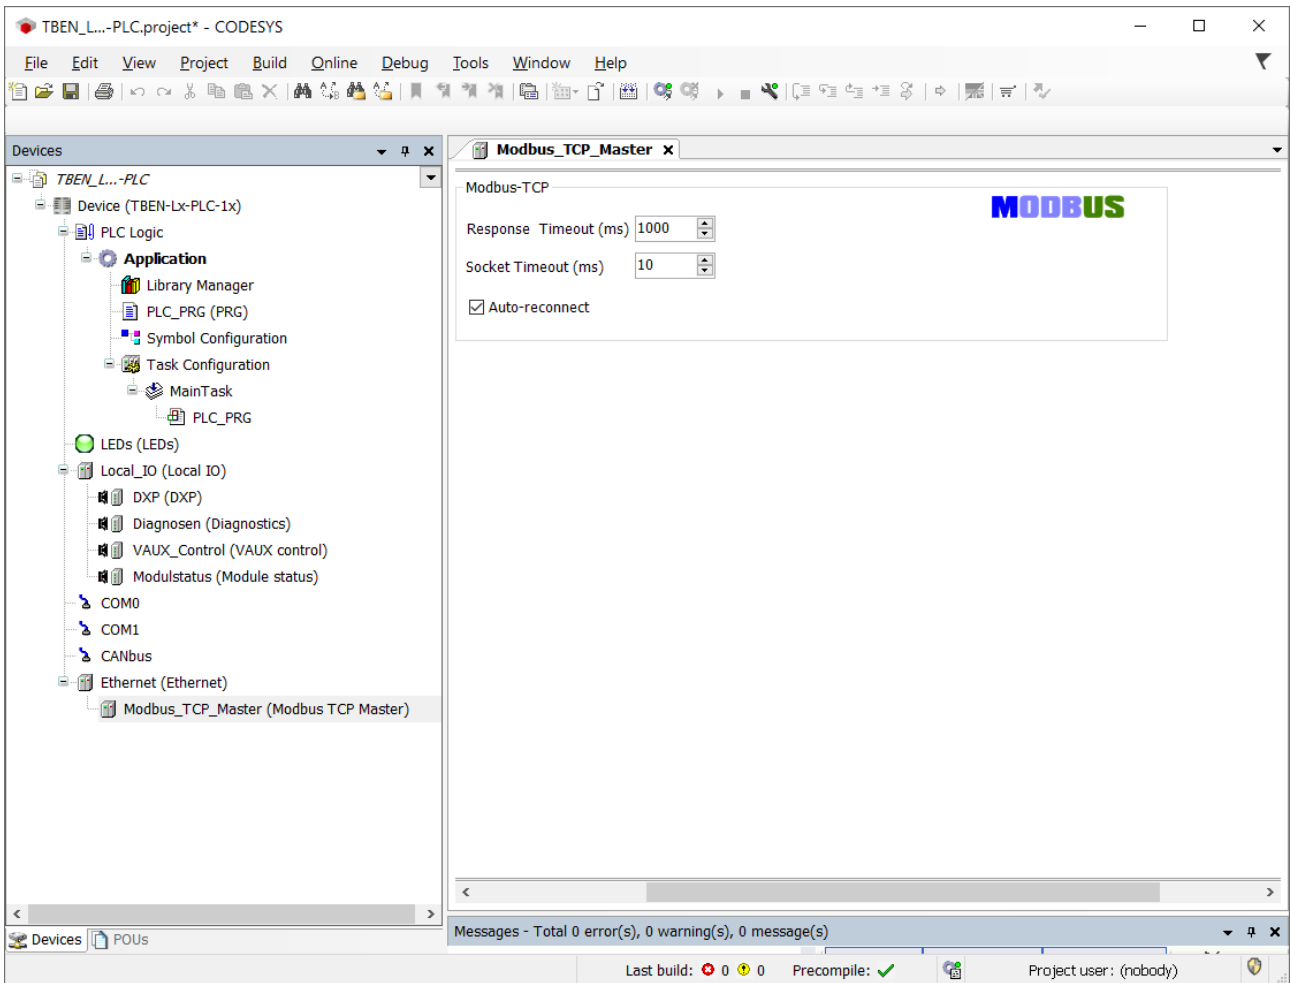 TBEN_L...-PLC.project* - CODESYS
File Edit View Project Build Online Debug Tools Window Help
Devices
TBEN_L...-PLC
Device (TBEN-Lx-PLC-1x)
PLC Logic
Application
Library Manager
PLC_PRG (PRG)
Symbol Configuration
Task Configuration
MainTask
PLC_PRG
LEDs (LEDs)
Local_IO (Local IO)
DXP (DXP)
Diagnosen (Diagnostics)
VAUX_Control (VAUX control)
Modulstatus (Module status)
COM0
COM1
CANbus
Ethernet (Ethernet)
Modbus_TCP_Master (Modbus TCP Master)
Devices POUs
Modbus_TCP_Master
Modbus-TCP
MODBUS
Response Timeout (ms) 1000
Socket Timeout (ms) 10
Auto-reconnect
Messages - Total 0 error(s), 0 warning(s), 0 message(s)
Last build: 0 0 Precompile: Project user: (nobody)